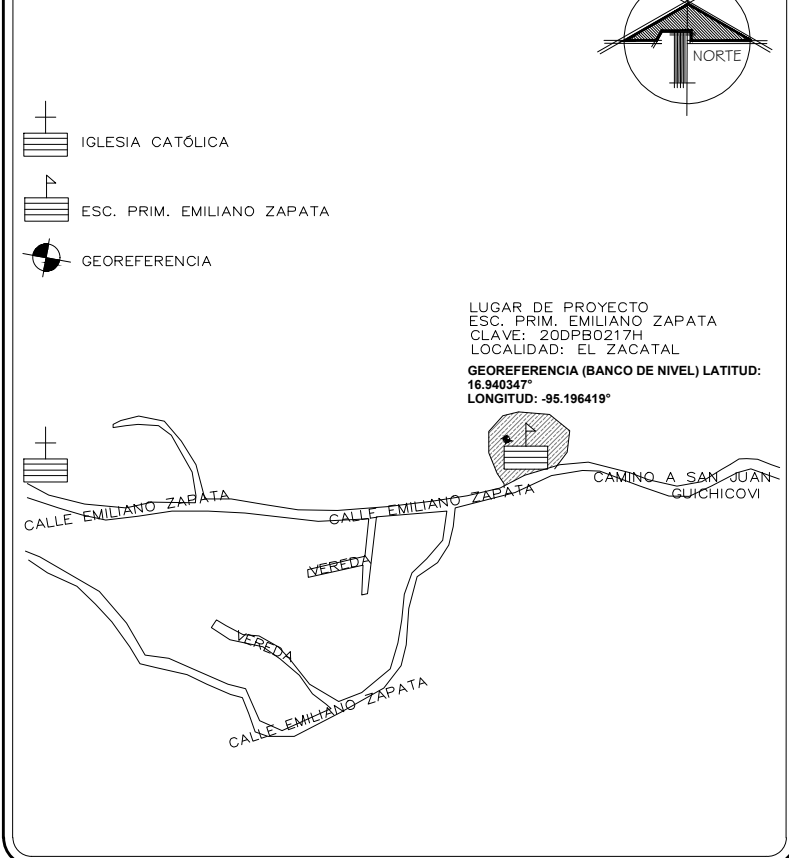 NORTE
IGLESIA CATÓLICA
ESC. PRIM. EMILIANO ZAPATA
GEOREFERENCIA
LUGAR DE PROYECTO
ESC. PRIM. EMILIANO ZAPATA
CLAVE: 20DPB0217H
LOCALIDAD: EL ZACATAL
GEOREFERENCIA (BANCO DE NIVEL) LATITUD:
16.940347°
LONGITUD: -95.196419°
CAMINO A SAN JUAN
GUICHICOVI
CALLE EMILIANO ZAPATA
CALLE EMILIANO ZAPATA
VEREDA
VEREDA
CALLE EMILIANO ZAPATA